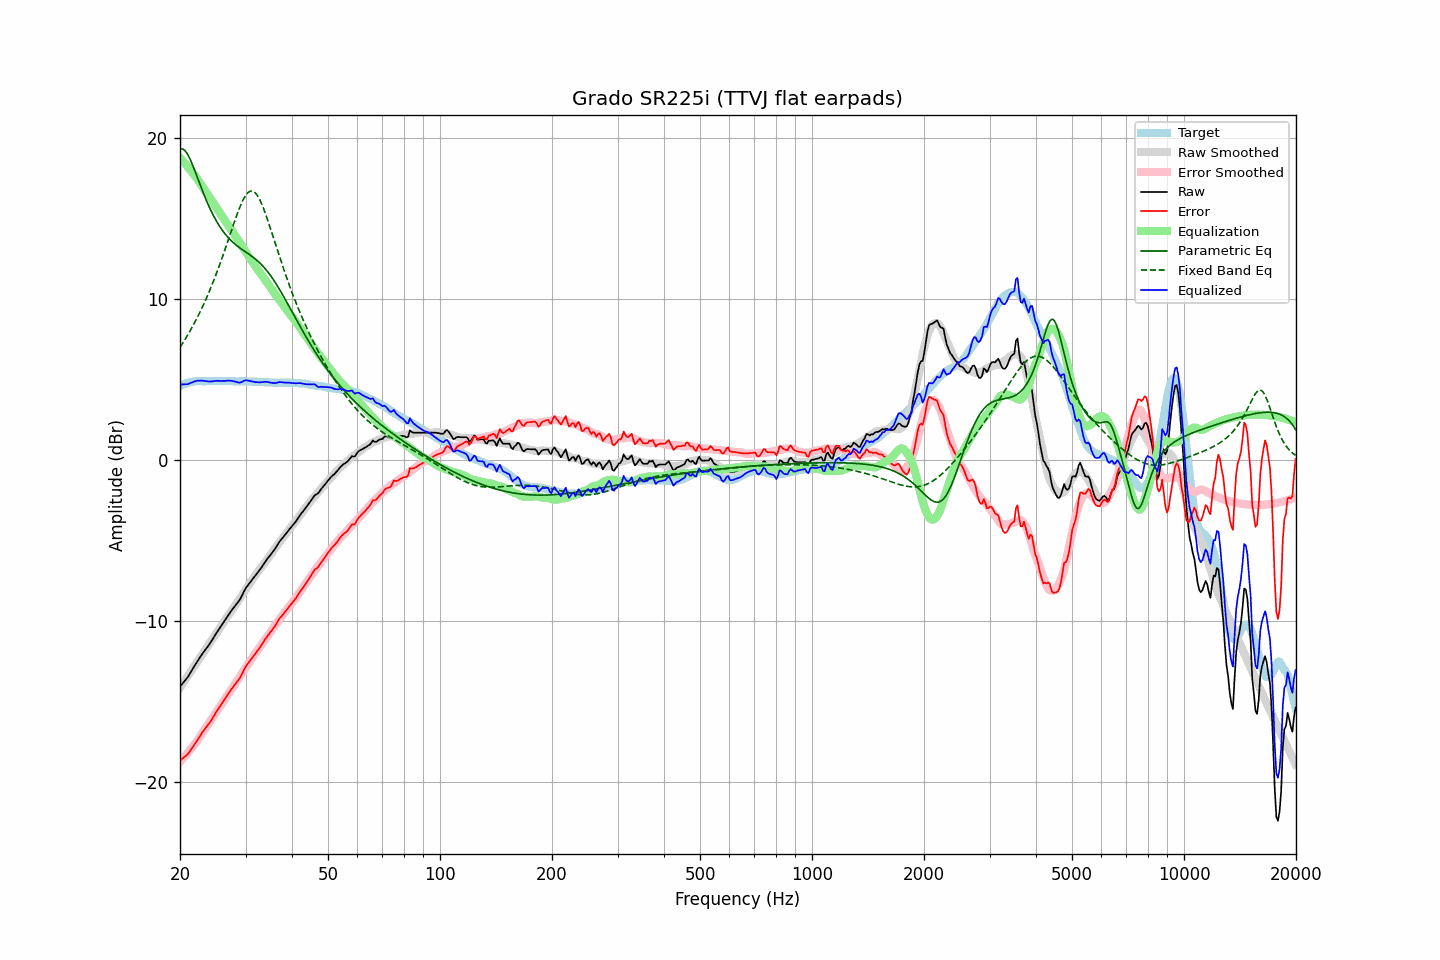 Grado SR225i (TTVJ flat earpads)
Target
Raw Smoothed
Error Smoothed
Raw
Error
Equalization
Parametric Eq
Fixed Band Eq
Equalized
Amplitude (dBr)
20
10
0
−10
−20
20 50 100 200 500 1000 2000 5000 10000 20000
Frequency (Hz)